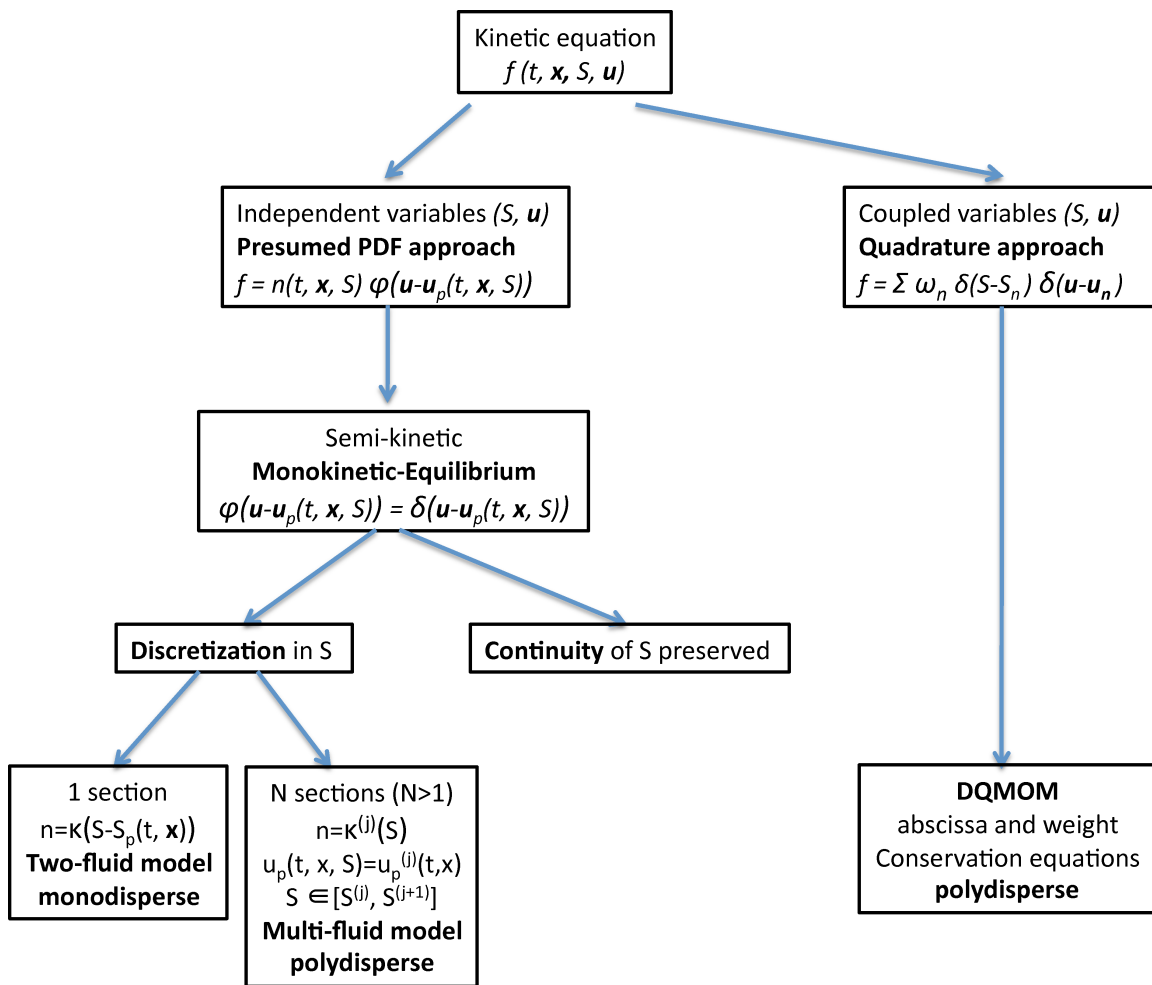 Kinetic equation
f (t, x, S, u)
Independent variables (S, u)
Presumed PDF approach
f = n(t, x, S) φ(u-uₚ(t, x, S))
Coupled variables (S, u)
Quadrature approach
f = Σ ωₙ δ(S-Sₙ) δ(u-uₙ)
Semi-kinetic
Monokinetic-Equilibrium
φ(u-uₚ(t, x, S)) = δ(u-uₚ(t, x, S))
Discretization in S
Continuity of S preserved
1 section
n=κ(S-Sₚ(t, x))
Two-fluid model
monodisperse
N sections (N>1)
n=κ⁽ʲ⁾(S)
uₚ(t, x, S)=uₚ⁽ʲ⁾(t,x)
S ∈ [S⁽ʲ⁾, S⁽ʲ⁺¹⁾]
Multi-fluid model
polydisperse
DQMOM
abscissa and weight
Conservation equations
polydisperse